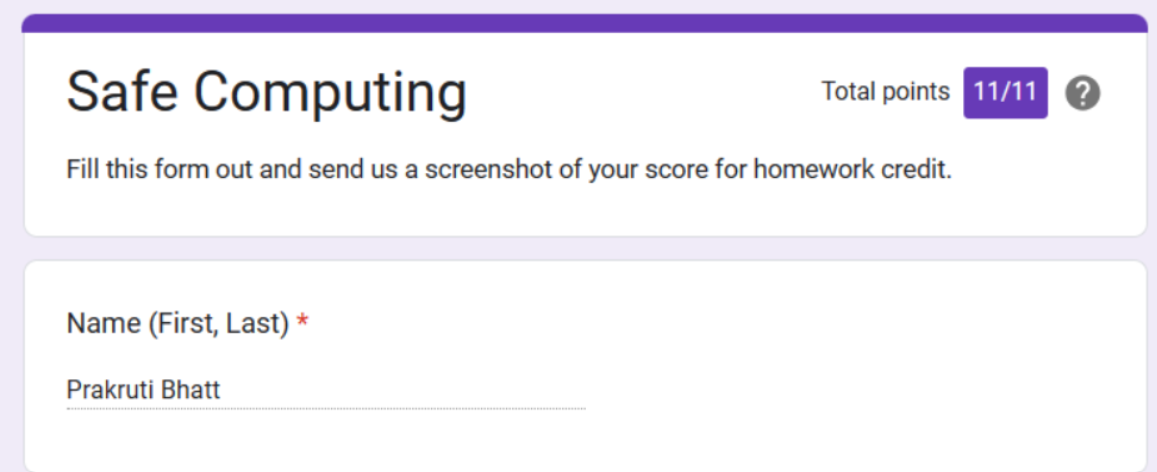 Safe Computing
Total points 11/11 ?
Fill this form out and send us a screenshot of your score for homework credit.
Name (First, Last) *
Prakruti Bhatt